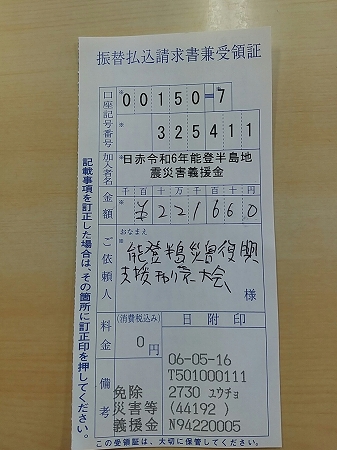 振替払込請求書兼受領証
口座記号番号
00150=7
325411
加入者名
日赤令和6年能登半島地
震災害義援金
金額
千百十万千百十円
¥221660
ご依頼人
おなまえ
能登半島災害復興
支援チャリティ大会
様
料金
(消費税込み)
0円
日附印
備考
06-05-16
T501000111
免除
2730 ユウチョ
災害等
(44192 )
義援金
N94220005
記載事項を訂正した場合は、その箇所に訂正印を押してください。
この受領証は、大切に保管してください。